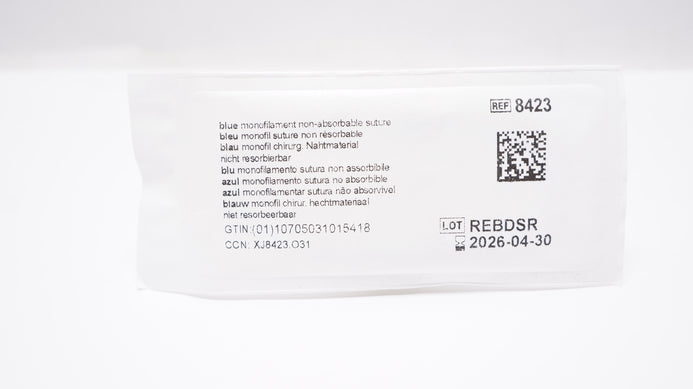 REF 8423
blue monofilament non-absorbable suture
bleu monofil suture non résorbable
blau monofil chirurg. Nahtmaterial
nicht resorbierbar
blu monofilamento sutura non assorbibile
azul monofilamento sutura no absorbible
azul monofilamentar sutura não absorvível
blauw monofil chirur. hechtmateriaal
niet resorbeerbaar
GTIN:(01)10705031015418
CCN: XJ8423.O31
LOT REBDSR
2026-04-30